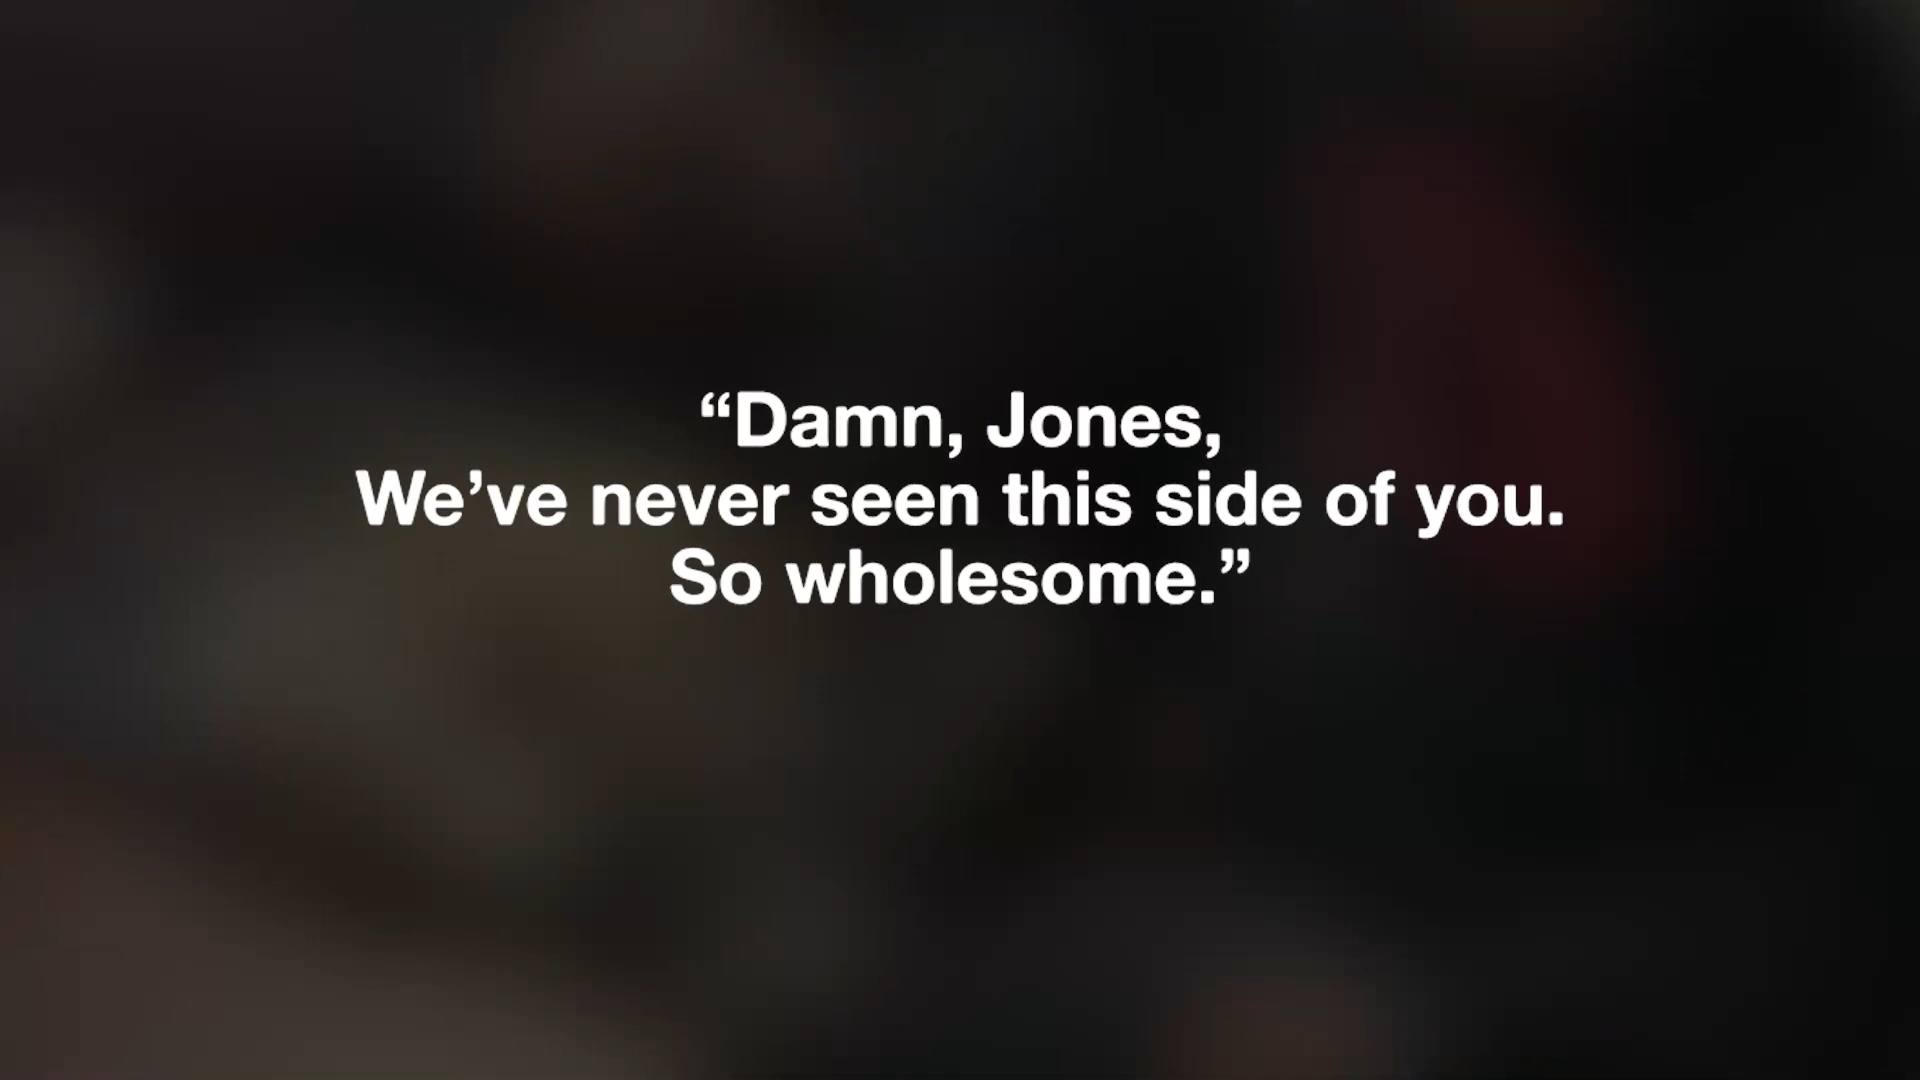 “Damn, Jones,
We’ve never seen this side of you.
So wholesome.”